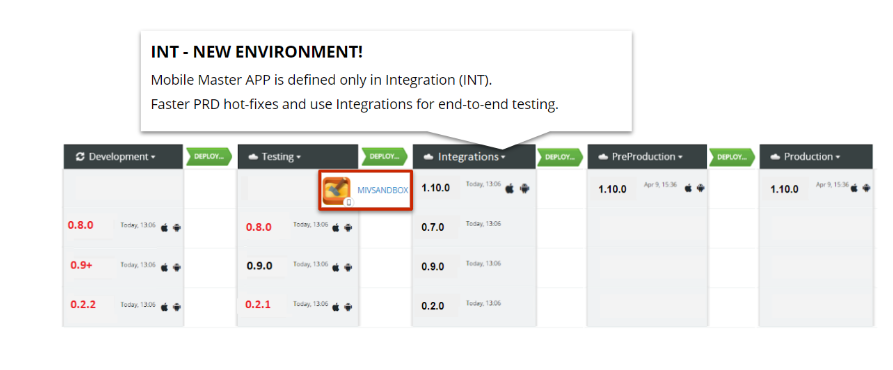 INT - NEW ENVIRONMENT!
Mobile Master APP is defined only in Integration (INT).
Faster PRD hot-fixes and use Integrations for end-to-end testing.
Development DEPLOY... Testing DEPLOY... Integrations DEPLOY... PreProduction DEPLOY... Production
MIVSANDBOX 1.10.0 Today, 13:06 1.10.0 Apr 9, 15:36 1.10.0 Apr 9, 15:36
0.8.0 Today, 13:06 0.8.0 Today, 13:06 0.7.0 Today, 13:06
0.9+ Today, 13:06 0.9.0 Today, 13:06 0.9.0 Today, 13:06
0.2.2 Today, 13:06 0.2.1 Today, 13:06 0.2.0 Today, 13:06